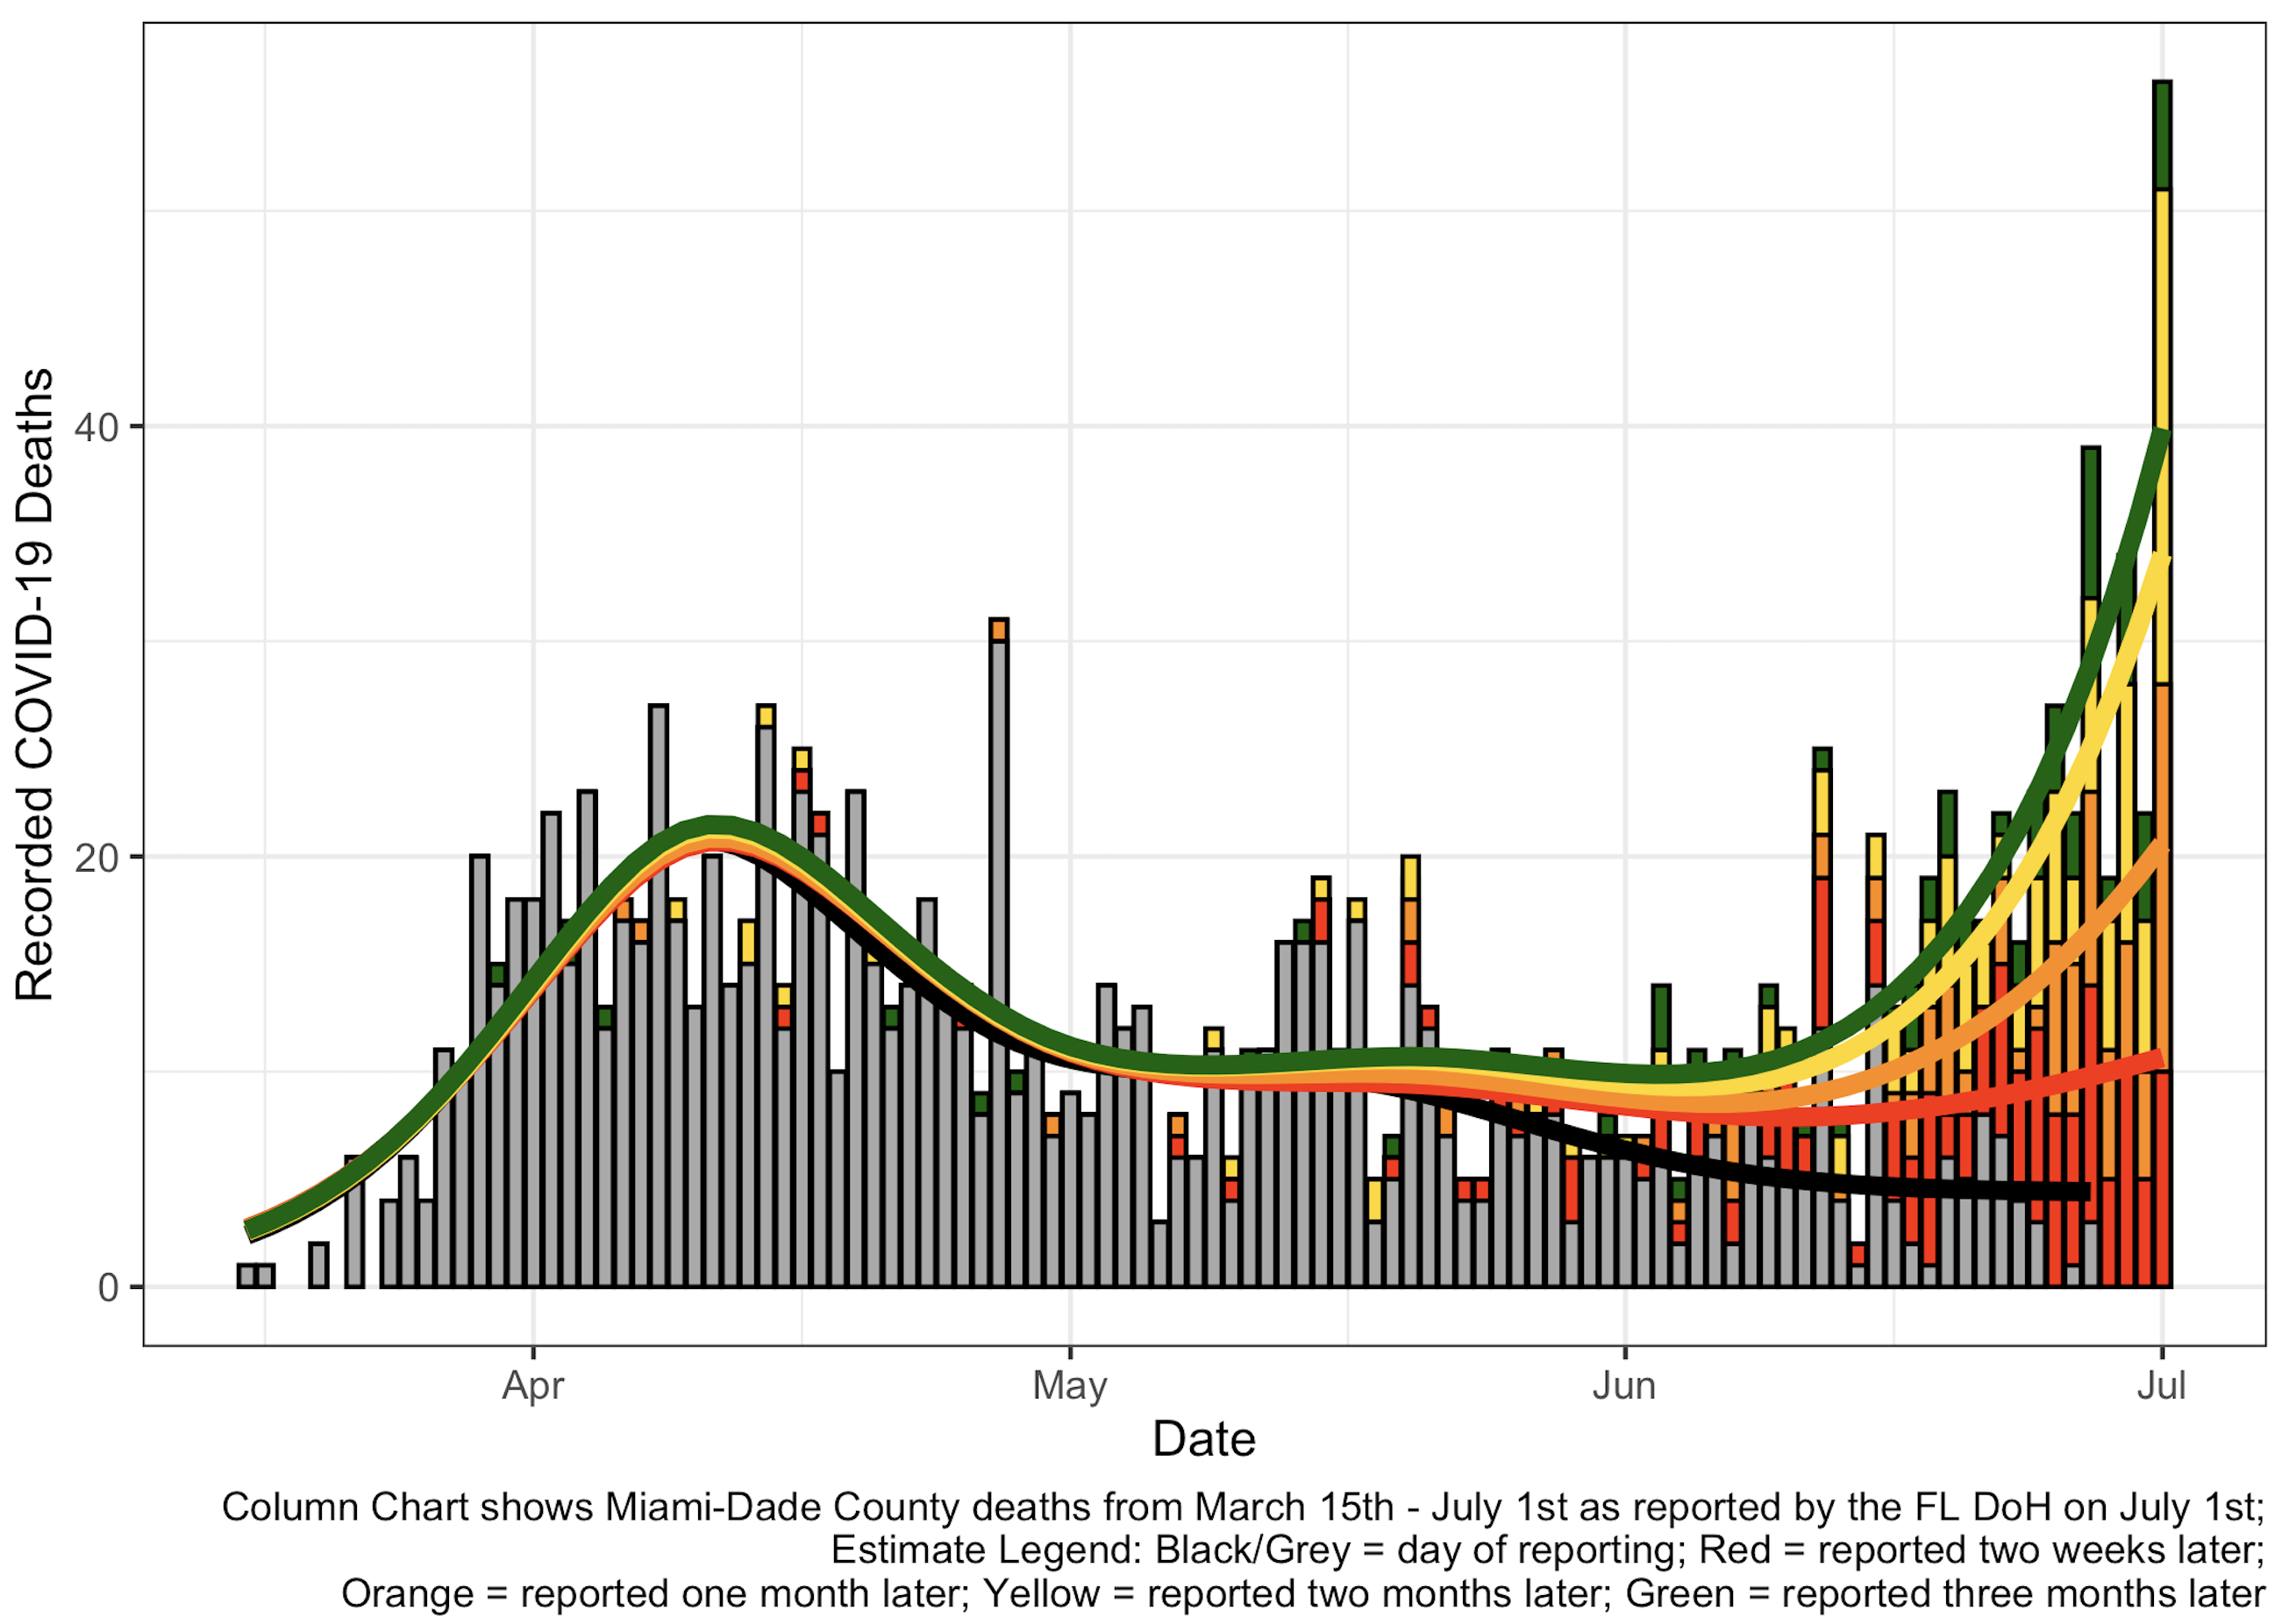 Recorded COVID-19 Deaths
40
20
0
Apr
May
Jun
Jul
Date
Column Chart shows Miami-Dade County deaths from March 15th - July 1st as reported by the FL DoH on July 1st;
Estimate Legend: Black/Grey = day of reporting; Red = reported two weeks later;
Orange = reported one month later; Yellow = reported two months later; Green = reported three months later